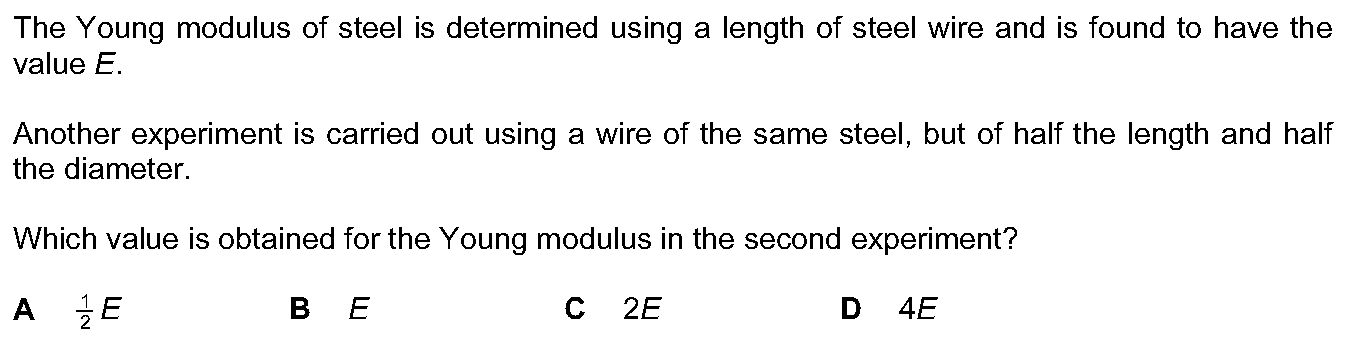 The Young modulus of steel is determined using a length of steel wire and is found to have the
value E.
Another experiment is carried out using a wire of the same steel, but of half the length and half
the diameter.
Which value is obtained for the Young modulus in the second experiment?
A ½E B E C 2E D 4E